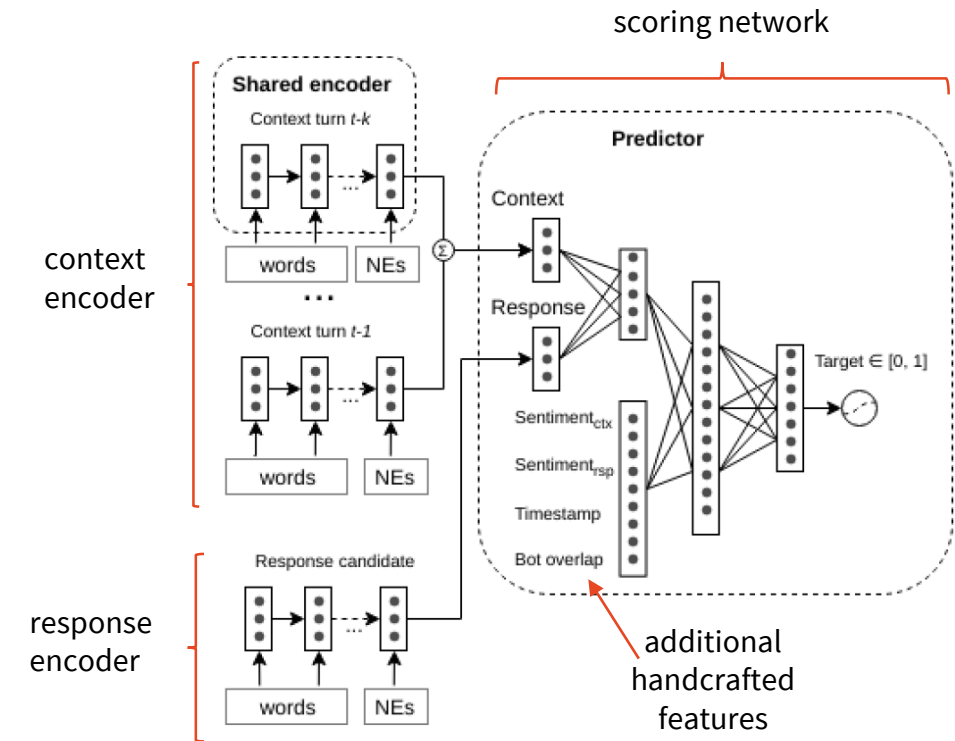 scoring network
Shared encoder
Context turn t-k
...
words
NEs
...
Context turn t-1
...
words
NEs
context
encoder
Σ
Predictor
Context
Response
Sentimentctx
Sentimentrsp
Timestamp
Bot overlap
Target ∈ [0, 1]
Response candidate
...
words
NEs
response
encoder
additional
handcrafted
features